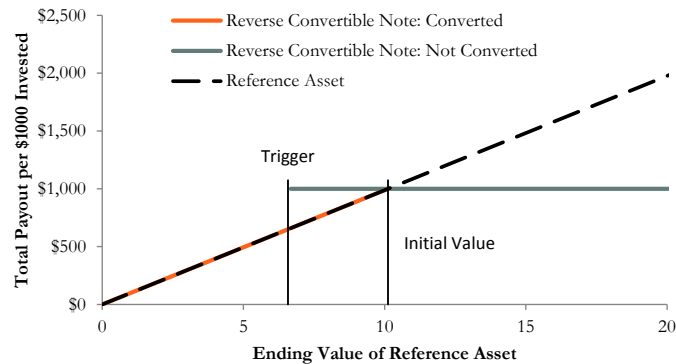 $2,500
Reverse Convertible Note: Converted
Reverse Convertible Note: Not Converted
$2,000
Reference Asset
$1,500
Trigger
$1,000
Initial Value
$500
$0
0
5
10
15
20
Total Payout per $1000 Invested
Ending Value of Reference Asset